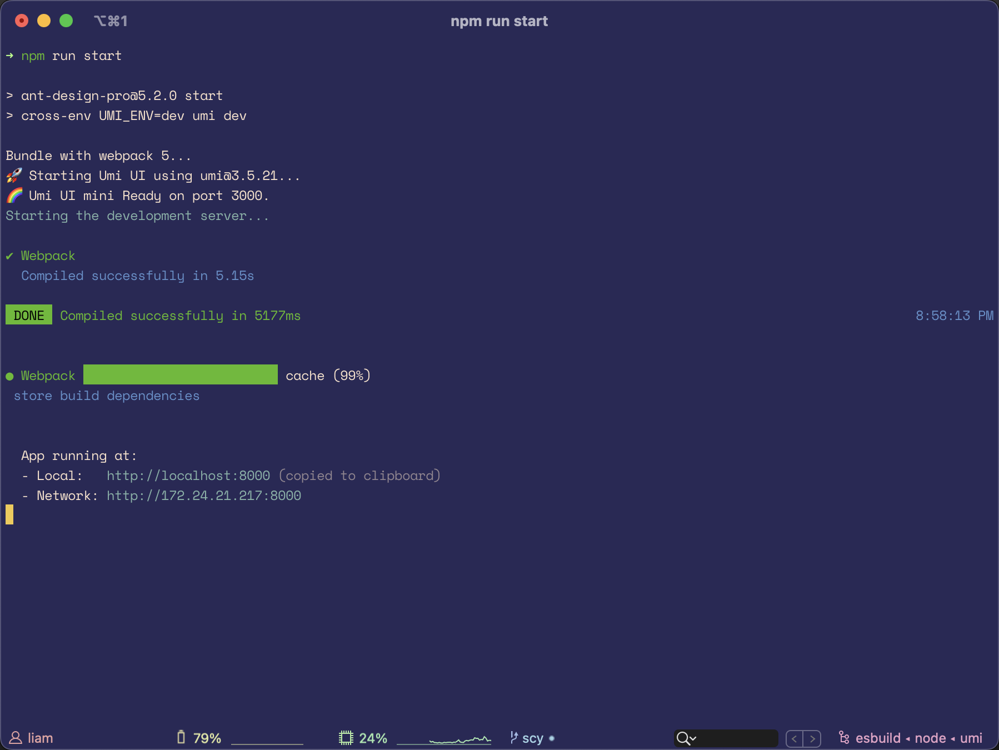 ⌥⌘1 npm run start
➜ npm run start
> ant-design-pro@5.2.0 start
> cross-env UMI_ENV=dev umi dev
Bundle with webpack 5...
🚀 Starting Umi UI using umi@3.5.21...
🌈 Umi UI mini Ready on port 3000.
Starting the development server...
✔ Webpack
Compiled successfully in 5.15s
DONE Compiled successfully in 5177ms 8:58:13 PM
● Webpack cache (99%)
store build dependencies
App running at:
- Local: http://localhost:8000 (copied to clipboard)
- Network: http://172.24.21.217:8000
liam 79% 24% scy • esbuild ◂ node ◂ umi